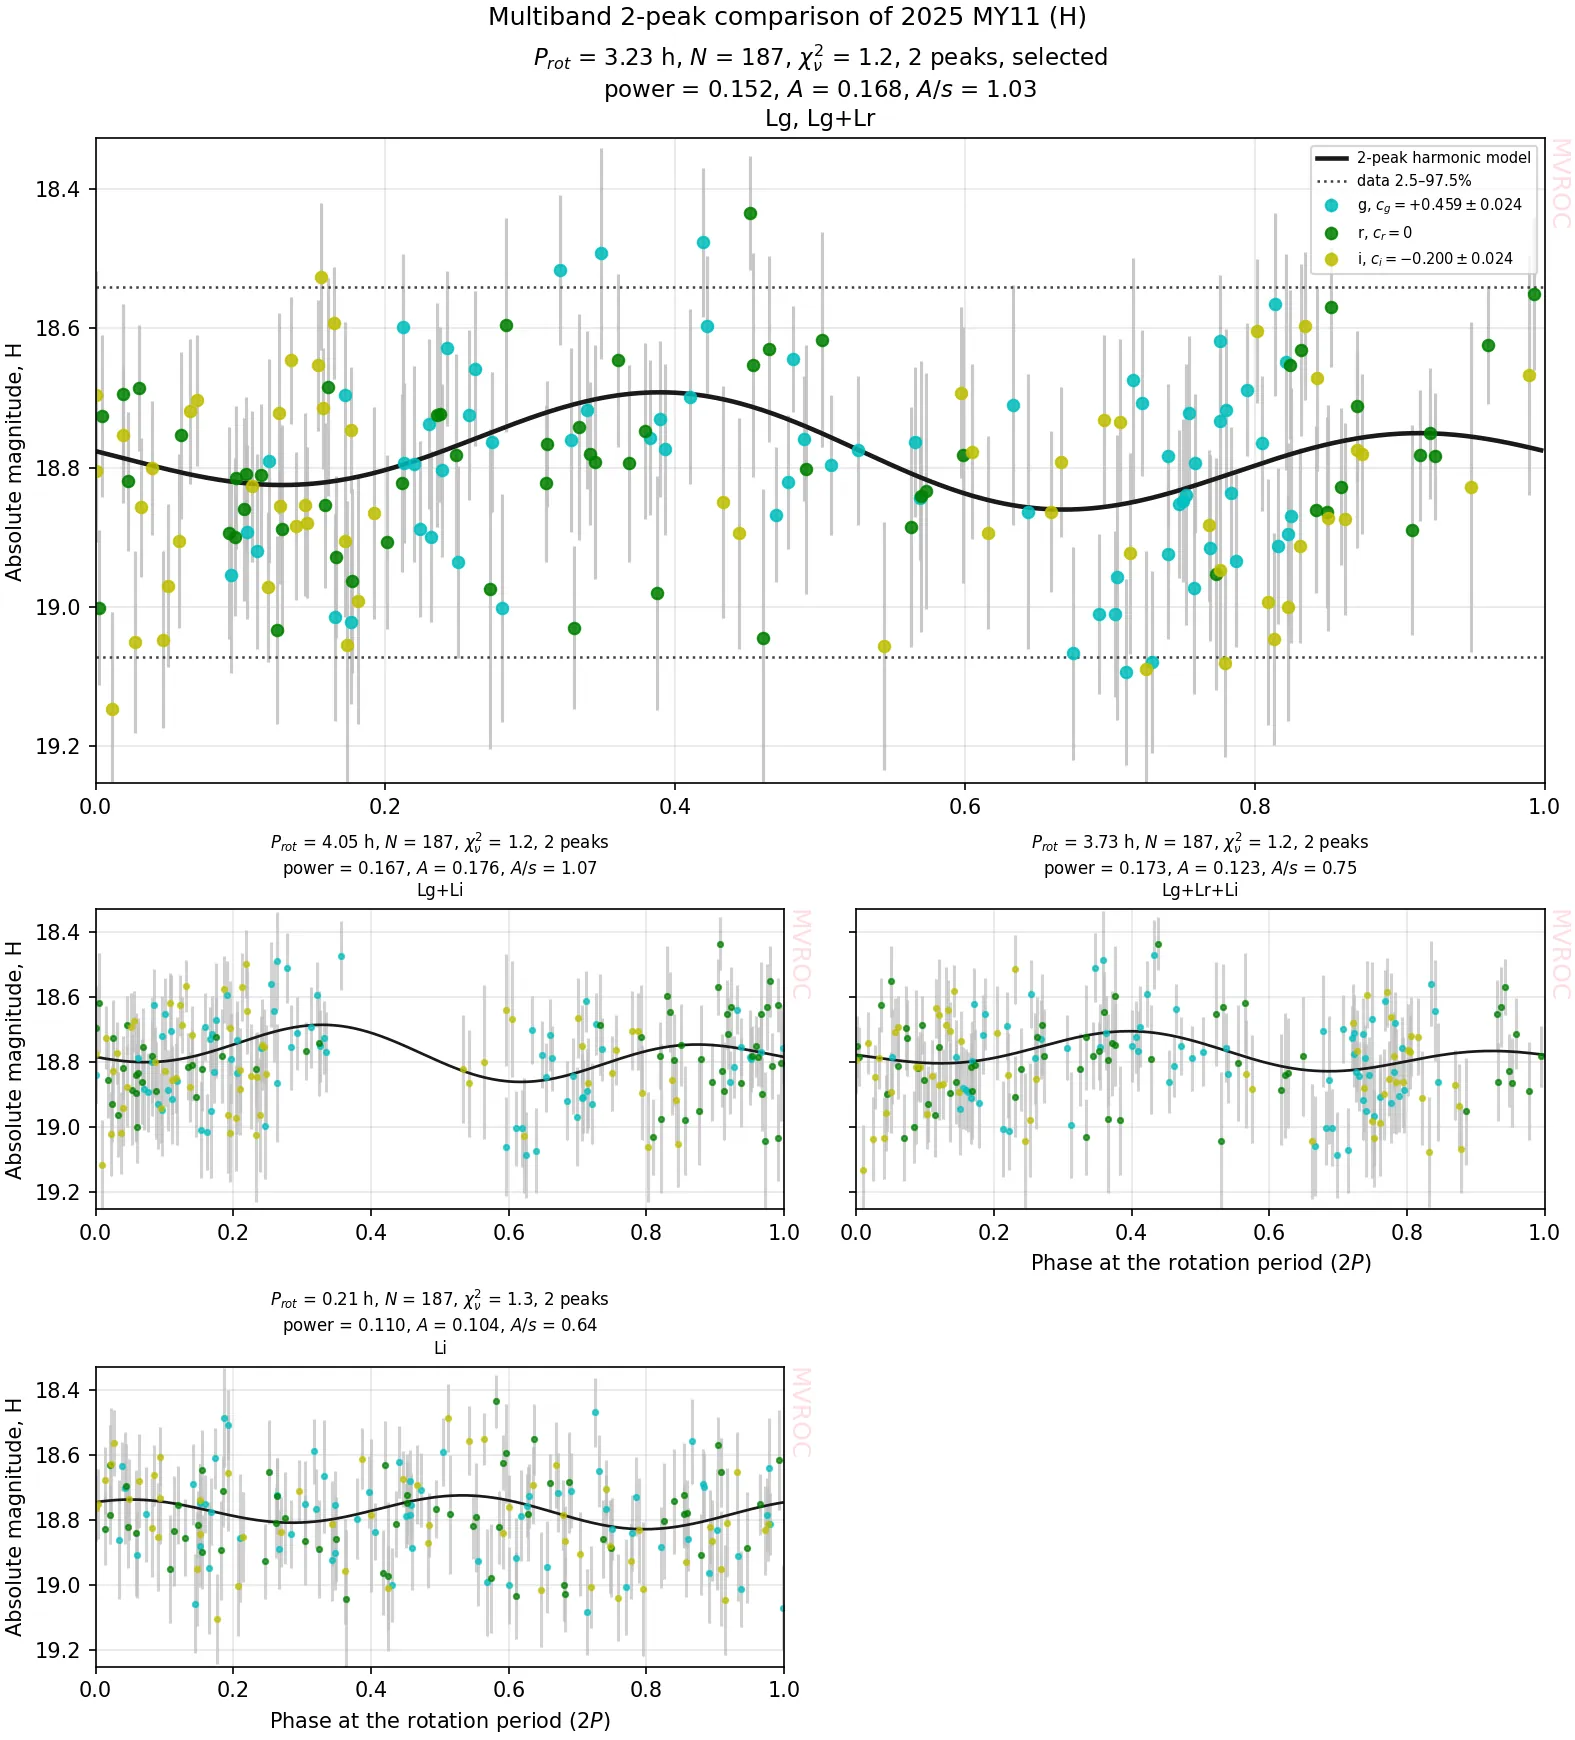 Multiband 2-peak comparison of 2025 MY11 (H)
P_rot = 3.23 h, N = 187, χ²_ν = 1.2, 2 peaks, selected
power = 0.152, A = 0.168, A/s = 1.03
Lg, Lg+Lr
2-peak harmonic model
data 2.5–97.5%
g, c_g = +0.459 ± 0.024
r, c_r = 0
i, c_i = −0.200 ± 0.024
MVROC
Absolute magnitude, H
18.4
18.6
18.8
19.0
19.2
0.0 0.2 0.4 0.6 0.8 1.0
P_rot = 4.05 h, N = 187, χ²_ν = 1.2, 2 peaks
power = 0.167, A = 0.176, A/s = 1.07
Lg+Li
MVROC
Absolute magnitude, H
18.4
18.6
18.8
19.0
19.2
0.0 0.2 0.4 0.6 0.8 1.0
P_rot = 3.73 h, N = 187, χ²_ν = 1.2, 2 peaks
power = 0.173, A = 0.123, A/s = 0.75
Lg+Lr+Li
MVROC
0.0 0.2 0.4 0.6 0.8 1.0
Phase at the rotation period (2P)
P_rot = 0.21 h, N = 187, χ²_ν = 1.3, 2 peaks
power = 0.110, A = 0.104, A/s = 0.64
Li
MVROC
Absolute magnitude, H
18.4
18.6
18.8
19.0
19.2
0.0 0.2 0.4 0.6 0.8 1.0
Phase at the rotation period (2P)